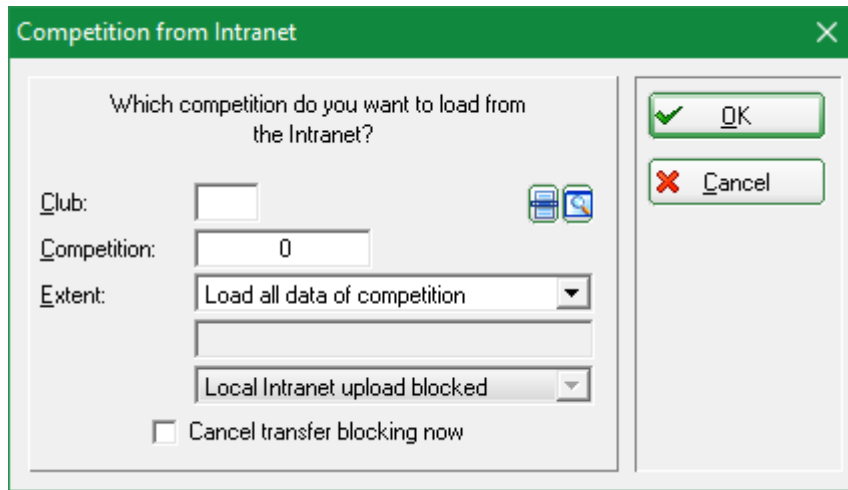 Competition from Intranet
Which competition do you want to load from
the Intranet?
OK
Cancel
Club:
Competition: 0
Extent: Load all data of competition
Local Intranet upload blocked
Cancel transfer blocking now